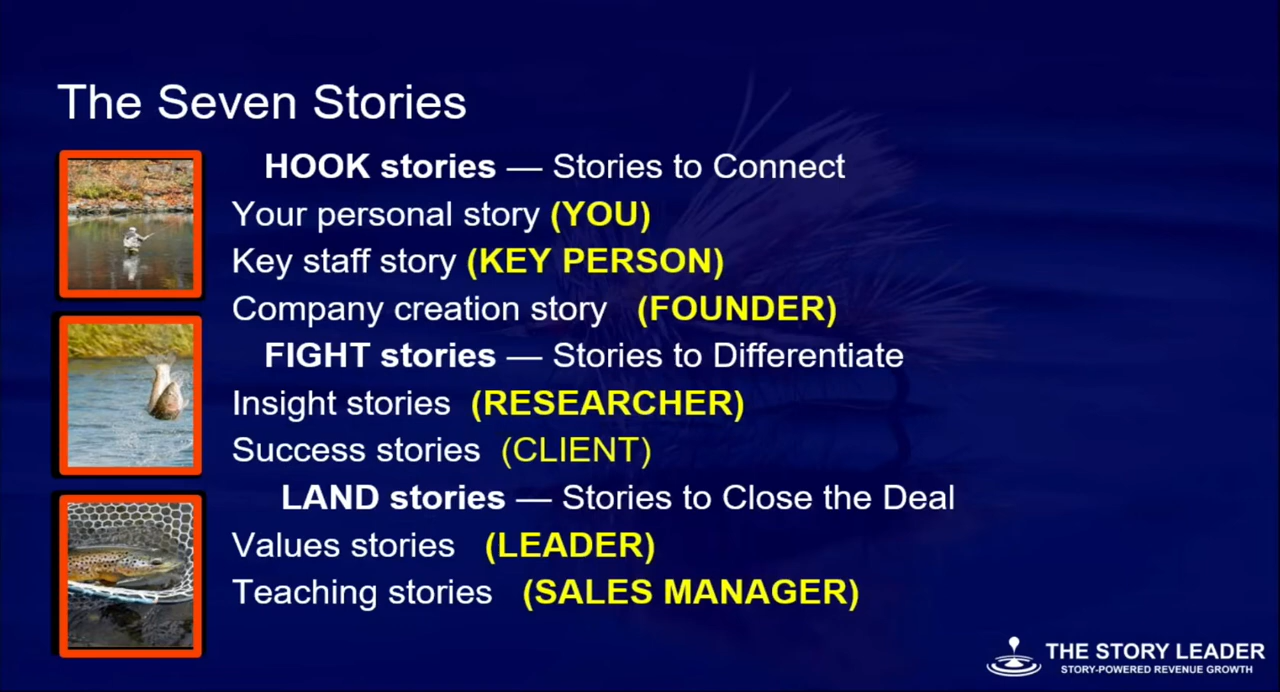 The Seven Stories
HOOK stories — Stories to Connect
Your personal story (YOU)
Key staff story (KEY PERSON)
Company creation story (FOUNDER)
FIGHT stories — Stories to Differentiate
Insight stories (RESEARCHER)
Success stories (CLIENT)
LAND stories — Stories to Close the Deal
Values stories (LEADER)
Teaching stories (SALES MANAGER)
THE STORY LEADER
STORY-POWERED REVENUE GROWTH